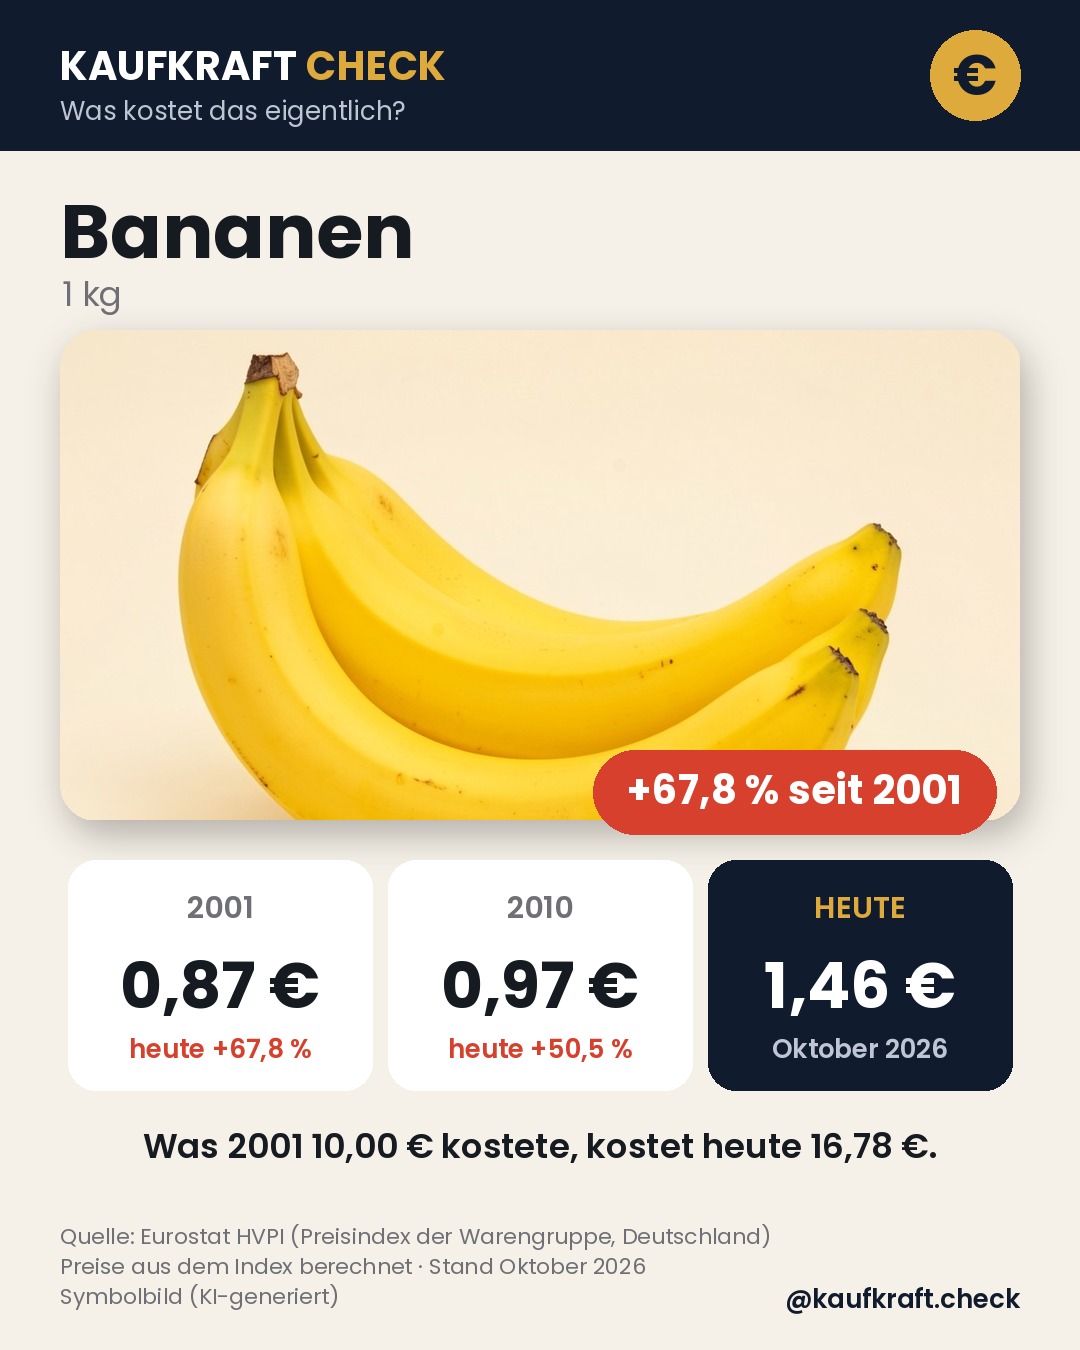 KAUFKRAFT CHECK
Was kostet das eigentlich?
€
Bananen
1 kg
+67,8 % seit 2001
2001
0,87 €
heute +67,8 %
2010
0,97 €
heute +50,5 %
HEUTE
1,46 €
Oktober 2026
Was 2001 10,00 € kostete, kostet heute 16,78 €.
Quelle: Eurostat HVPI (Preisindex der Warengruppe, Deutschland)
Preise aus dem Index berechnet · Stand Oktober 2026
Symbolbild (KI-generiert)
@kaufkraft.check